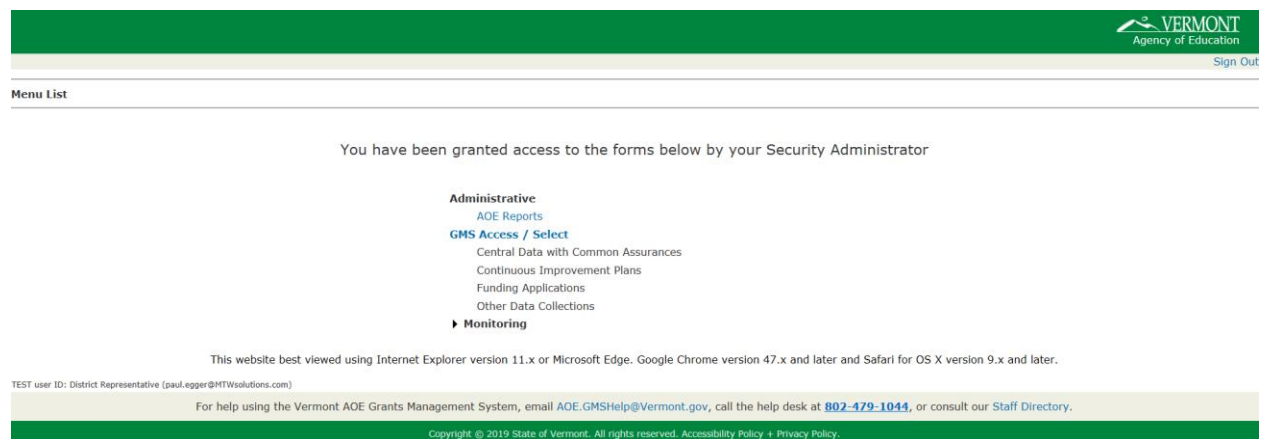 VERMONT
Agency of Education
Sign Out
Menu List
You have been granted access to the forms below by your Security Administrator
Administrative
AOE Reports
GMS Access / Select
Central Data with Common Assurances
Continuous Improvement Plans
Funding Applications
Other Data Collections
Monitoring
This website best viewed using Internet Explorer version 11.x or Microsoft Edge. Google Chrome version 47.x and later and Safari for OS X version 9.x and later.
TEST user ID: District Representative (paul.egger@MTWsolutions.com)
For help using the Vermont AOE Grants Management System, email AOE.GMSHelp@Vermont.gov, call the help desk at 802-479-1044, or consult our Staff Directory.
Copyright © 2019 State of Vermont. All rights reserved. Accessibility Policy + Privacy Policy.